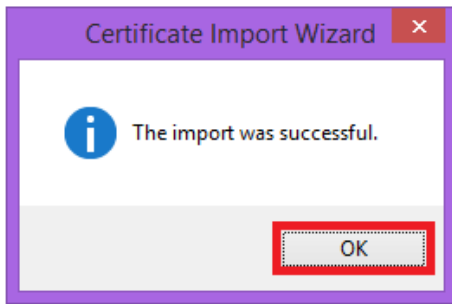 Certificate Import Wizard
The import was successful.
OK